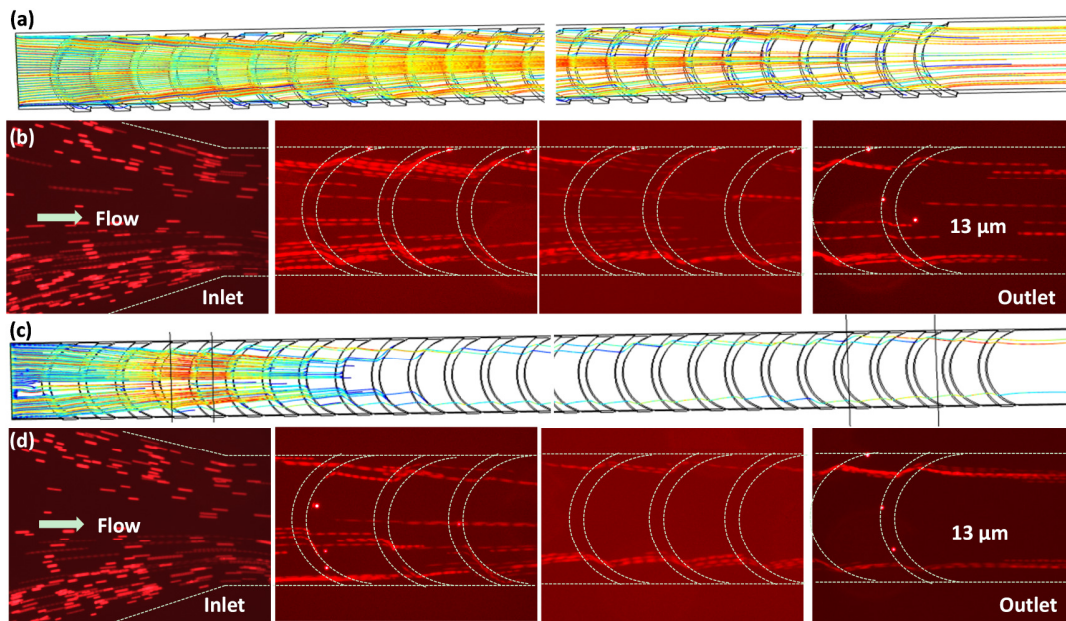 (a)
(b)
Flow
Inlet
13 µm
Outlet
(c)
(d)
Flow
Inlet
13 µm
Outlet